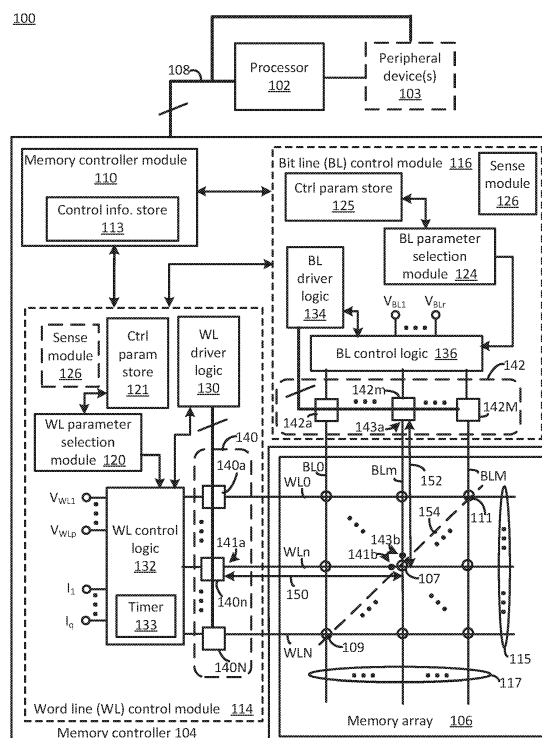 100
108
Processor
102
Peripheral
device(s)
103
Memory controller module
110
Control info. store
113
Bit line (BL) control module 116
Sense
module
126
Ctrl param store
125
BL parameter
selection module 124
BL
driver
logic
134
VBL1
VBLr
BL control logic 136
142
142a
142m
143a
142M
Sense
module
126
Ctrl
param
store
121
WL
driver
logic
130
WL parameter
selection module 120
140
140a
VWL1
VWLp
WL control
logic
132
141a
140n
150
I1
Iq
Timer
133
140N
Word line (WL) control module 114
Memory controller 104
BL0
BLm
152
BLM
WL0
154
111
143b
141b
WLn
107
WLN
109
115
117
Memory array 106